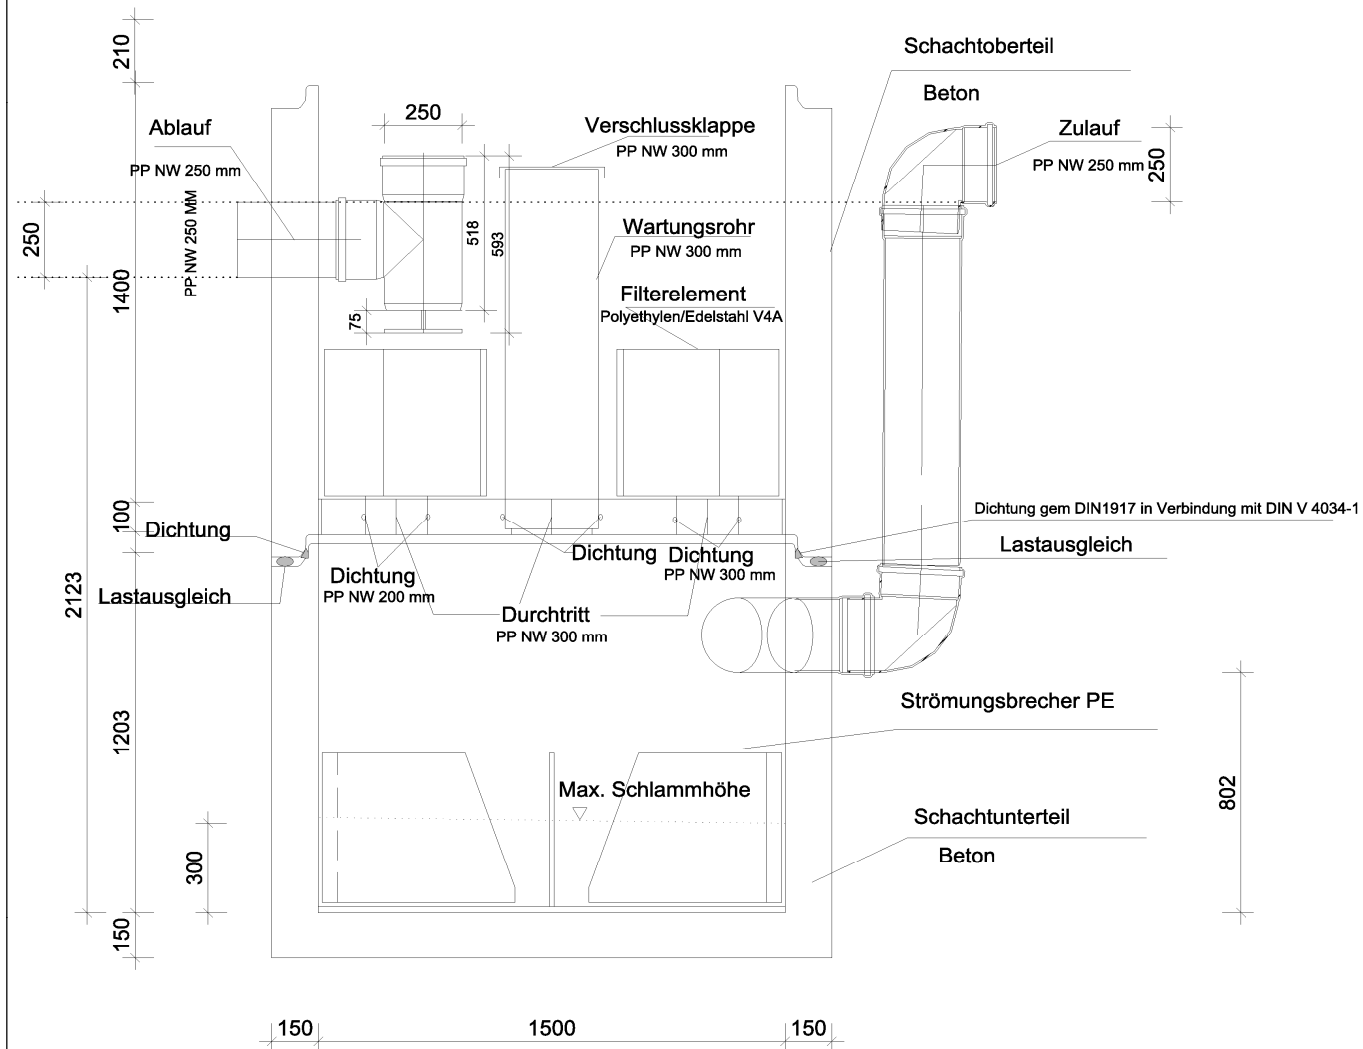 210
Schachtoberteil
Beton
250
Ablauf
Verschlussklappe
PP NW 300 mm
Zulauf
PP NW 250 mm
PP NW 250 mm
250
PP NW 250 MM
250
518
593
Wartungsrohr
PP NW 300 mm
1400
Filterelement
Polyethylen/Edelstahl V4A
75
100
Dichtung
Dichtung gem DIN1917 in Verbindung mit DIN V 4034-1
Lastausgleich
Dichtung
Dichtung
PP NW 300 mm
Dichtung
PP NW 200 mm
Lastausgleich
2123
Durchtritt
PP NW 300 mm
1203
Strömungsbrecher PE
Max. Schlammhöhe
802
Schachtunterteil
Beton
300
150
150
1500
150